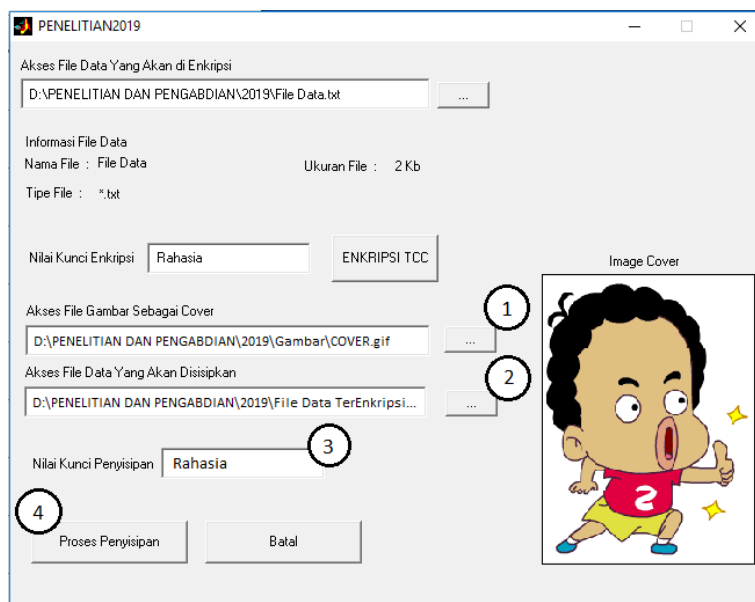 PENELITIAN2019
Akses File Data Yang Akan di Enkripsi
D:\PENELITIAN DAN PENGABDIAN\2019\File Data.txt
...
Informasi File Data
Nama File : File Data
Ukuran File : 2 Kb
Tipe File : *.txt
Nilai Kunci Enkripsi
Rahasia
ENKRIPSI TCC
Image Cover
Akses File Gambar Sebagai Cover
1
D:\PENELITIAN DAN PENGABDIAN\2019\Gambar\COVER.gif
...
Akses File Data Yang Akan Disisipkan
2
D:\PENELITIAN DAN PENGABDIAN\2019\File Data TerEnkripsi...
...
3
Nilai Kunci Penyisipan
Rahasia
4
Proses Penyisipan
Batal
2